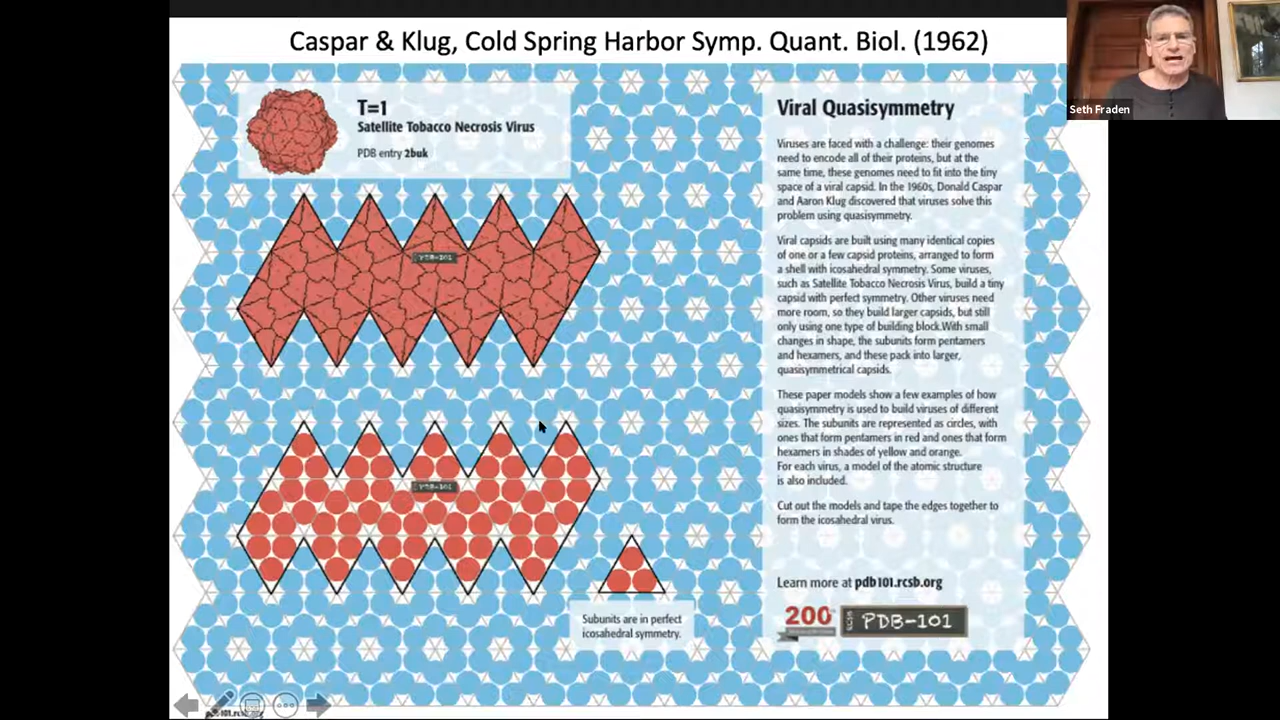 Caspar & Klug, Cold Spring Harbor Symp. Quant. Biol. (1962)
Seth Fraden
T=1
Satellite Tobacco Necrosis Virus
PDB entry 2buk
PDB-101
PDB-101
Subunits are in perfect
icosahedral symmetry.
Viral Quasisymmetry
Viruses are faced with a challenge: their genomes
need to encode all of their proteins, but at the
same time, these genomes need to fit into the tiny
space of a viral capsid. In the 1960s, Donald Caspar
and Aaron Klug discovered that viruses solve this
problem using quasisymmetry.
Viral capsids are built using many identical copies
of one or a few capsid proteins, arranged to form
a shell with icosahedral symmetry. Some viruses,
such as Satellite Tobacco Necrosis Virus, build a tiny
capsid with perfect symmetry. Other viruses need
more room, so they build larger capsids, but still
only using one type of building block.With small
changes in shape, the subunits form pentamers
and hexamers, and these pack into larger,
quasisymmetrical capsids.
These paper models show a few examples of how
quasisymmetry is used to build viruses of different
sizes. The subunits are represented as circles, with
ones that form pentamers in red and ones that form
hexamers in shades of yellow and orange.
For each virus, a model of the atomic structure
is also included.
Cut out the models and tape the edges together to
form the icosahedral virus.
Learn more at pdb101.rcsb.org
200
RCSB PDB-101
pdb101.rcsb.org